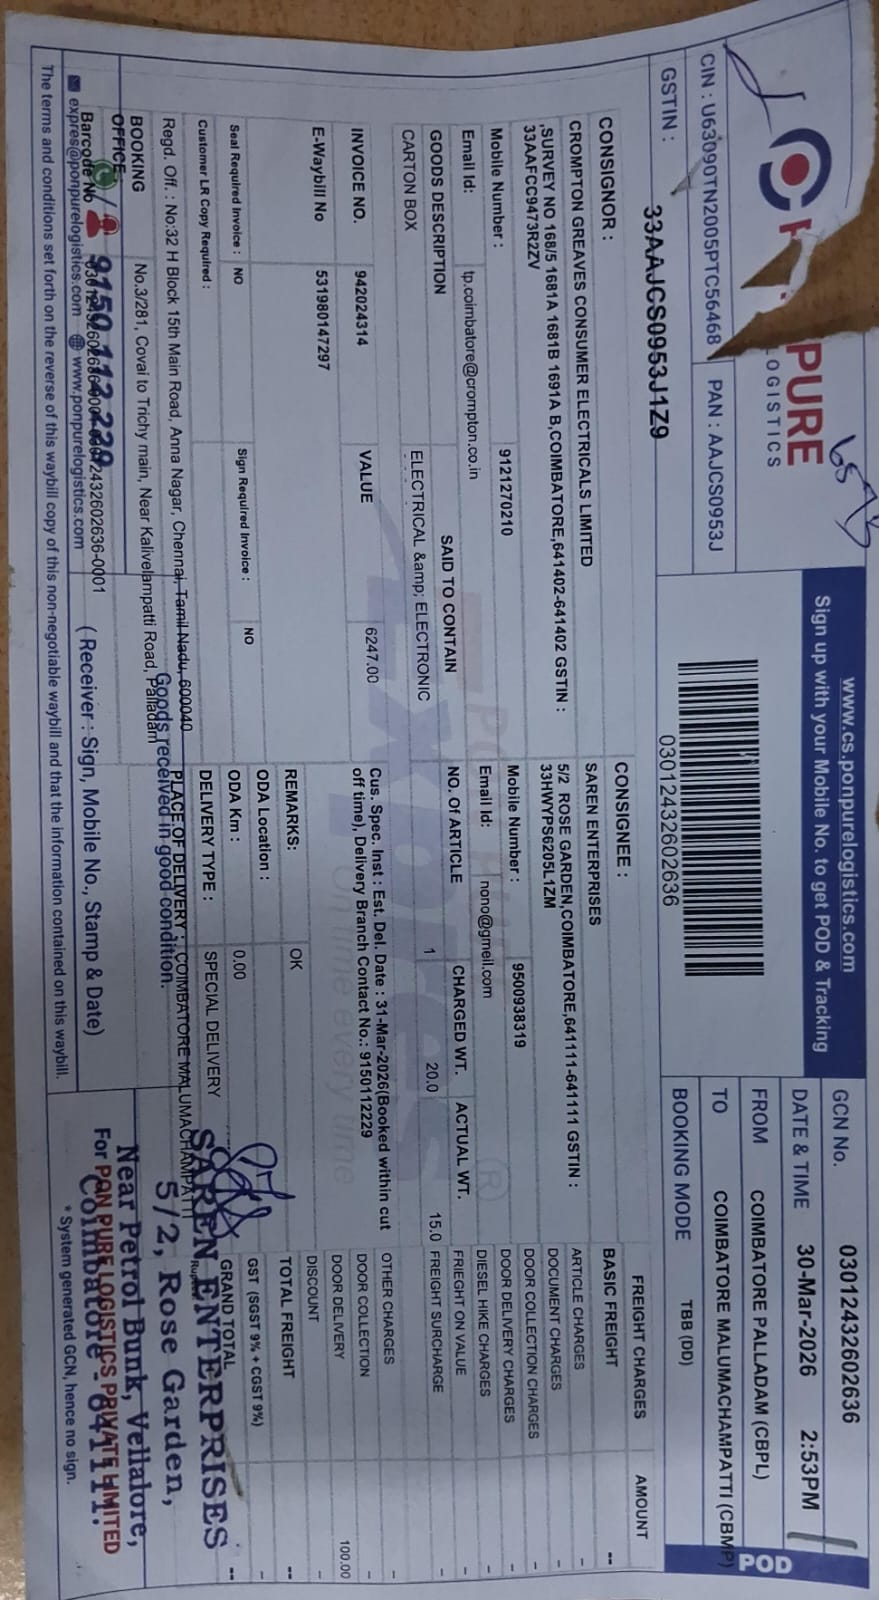 PURE
LOGISTICS
CIN : U63090TN2005PTC56468
PAN : AAJCS0953J
GSTIN :
33AAJCS0953J1Z9
www.cs.ponpurelogistics.com
Sign up with your Mobile No. to get POD & Tracking
030124432602636
GCN No. 030124432602636
DATE & TIME 30-Mar-2026 2:53PM
FROM COIMBATORE PALLADAM (CBPL)
TO COIMBATORE MALUMACHAMPATTI (CBMP)
BOOKING MODE TBB (DD)
POD
CONSIGNOR :
CROMPTON GREAVES CONSUMER ELECTRICALS LIMITED
,SURVEY NO 168/5 1681A 1681B 1691A B,COIMBATORE,641402-641402 GSTIN :
33AAFCC9473R2ZV
Mobile Number : 9121270210
Email Id: tp.coimbatore@crompton.co.in
CONSIGNEE :
SAREN ENTERPRISES
5/2 ROSE GARDEN,COIMBATORE,641111-641111 GSTIN :
33HWYPS6205L1ZM
Mobile Number : 9500938319
Email Id: nono@gmeil.com
GOODS DESCRIPTION SAID TO CONTAIN NO. Of ARTICLE CHARGED WT. ACTUAL WT.
CARTON BOX ELECTRICAL &amp; ELECTRONIC 1 20.0 15.0
INVOICE NO. 942024314 VALUE 6247.00
E-Waybill No 531980147297
Cus. Spec. Inst : Est. Del. Date : 31-Mar-2026(Booked within cut
off time), Delivery Branch Contact No.: 9150112229
REMARKS: OK
ODA Location :
ODA Km : 0.00
DELIVERY TYPE : SPECIAL DELIVERY
PLACE OF DELIVERY : COIMBATORE MALUMACHAMPATTI
Seal Required Invoice : NO Sign Required Invoice : NO
Customer LR Copy Required :
Regd. Off. : No:32 H Block 15th Main Road, Anna Nagar, Chennai, Tamil Nadu, 600040
BOOKING
OFFICE
No.3/281, Covai to Trichy main, Near Kalivelampatti Road, Palladam
9150 112 229
Barcode No
expres@ponpurelogistics.com www.ponpurelogistics.com
Goods received in good condition.
( Receiver : Sign, Mobile No., Stamp & Date)
The terms and conditions set forth on the reverse of this waybill copy of this non-negotiable waybill and that the information contained on this waybill.
FREIGHT CHARGES AMOUNT
BASIC FREIGHT --
ARTICLE CHARGES -
DOCUMENT CHARGES -
DOOR COLLECTION CHARGES -
DOOR DELIVERY CHARGES -
DIESEL HIKE CHARGES -
FRIEGHT ON VALUE -
FREIGHT SURCHARGE -
OTHER CHARGES -
DOOR COLLECTION -
DOOR DELIVERY 100.00
DISCOUNT -
TOTAL FREIGHT --
GST (SGST 9% + CGST 9%) -
GRAND TOTAL --
SAREN ENTERPRISES
5/2, Rose Garden,
Near Petrol Bunk, Vellalore,
Coimbatore - 641111.
For PON PURE LOGISTICS PRIVATE LIMITED
* System generated GCN, hence no sign.